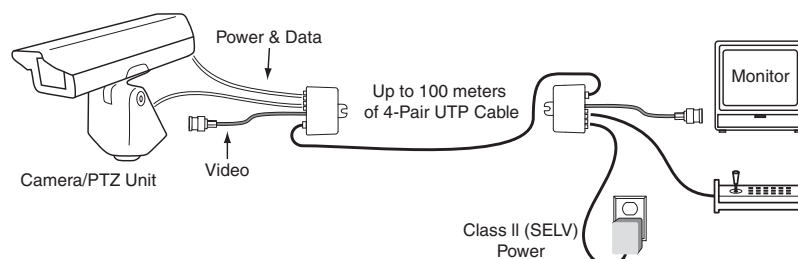 Power & Data
Up to 100 meters
of 4-Pair UTP Cable
Monitor
Video
Camera/PTZ Unit
Class II (SELV)
Power